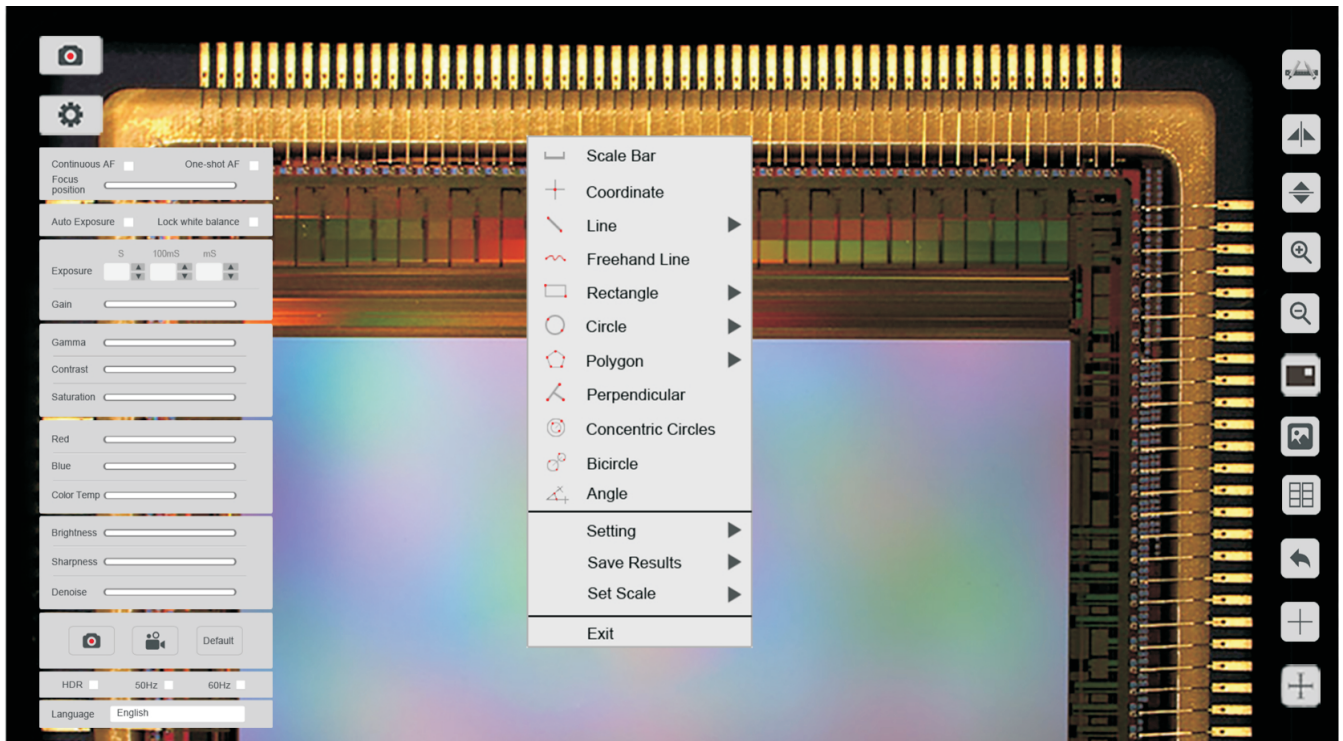 Continuous AF One-shot AF
Focus
position
Auto Exposure Lock white balance
S 100mS mS
Exposure
Gain
Gamma
Contrast
Saturation
Red
Blue
Color Temp
Brightness
Sharpness
Denoise
Default
HDR 50Hz 60Hz
Language English
Scale Bar
Coordinate
Line
Freehand Line
Rectangle
Circle
Polygon
Perpendicular
Concentric Circles
Bicircle
Angle
Setting
Save Results
Set Scale
Exit